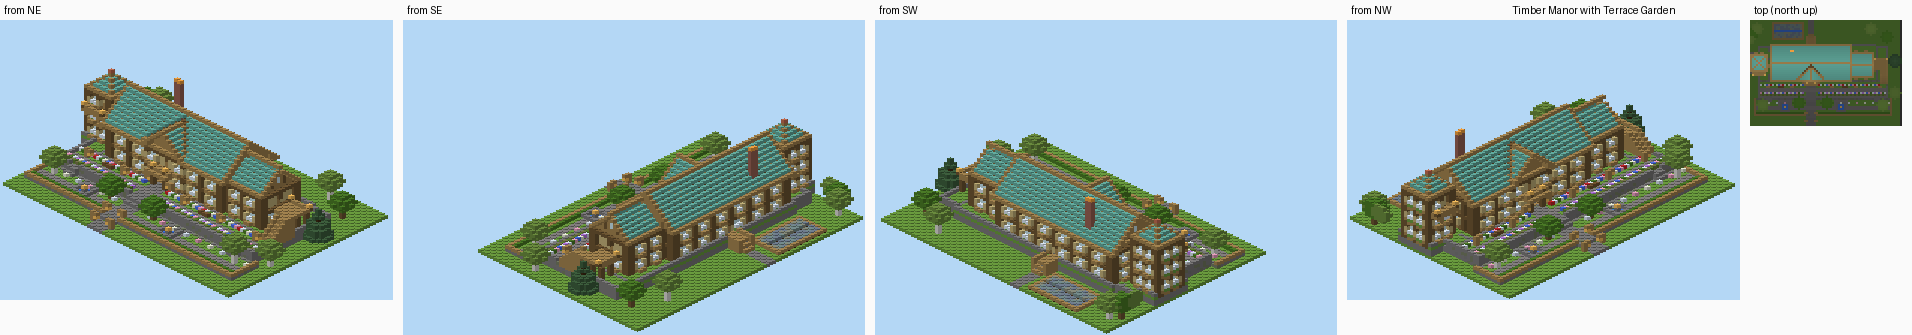 from NE
from SE
from SW
from NW
Timber Manor with Terrace Garden
top (north up)